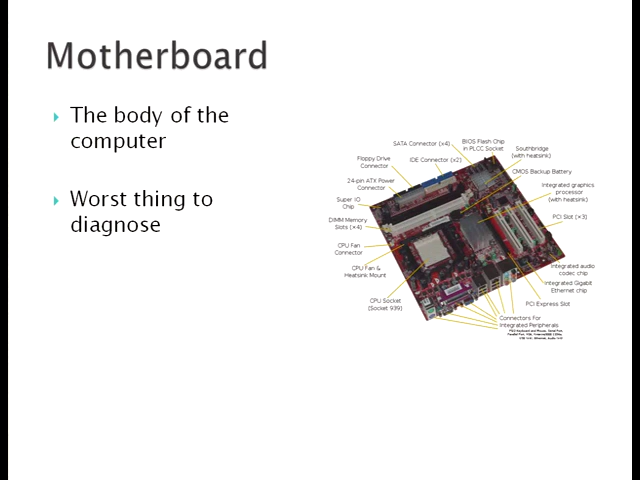 Motherboard
The body of the
computer
Worst thing to
diagnose
SATA Connector (x4)
BIOS Flash Chip
in PLCC Socket
Southbridge
(with heatsink)
Floppy Drive
Connector
IDE Connector (x2)
CMOS Backup Battery
24-pin ATX Power
Connector
Integrated graphics
processor
(with heatsink)
Super IO
Chip
PCI Slot (x3)
DIMM Memory
Slots (x4)
CPU Fan
Connector
CPU Fan &
Heatsink Mount
Integrated audio
codec chip
Integrated Gigabit
Ethernet chip
CPU Socket
(Socket 939)
PCI Express Slot
Connectors For
Integrated Peripherals